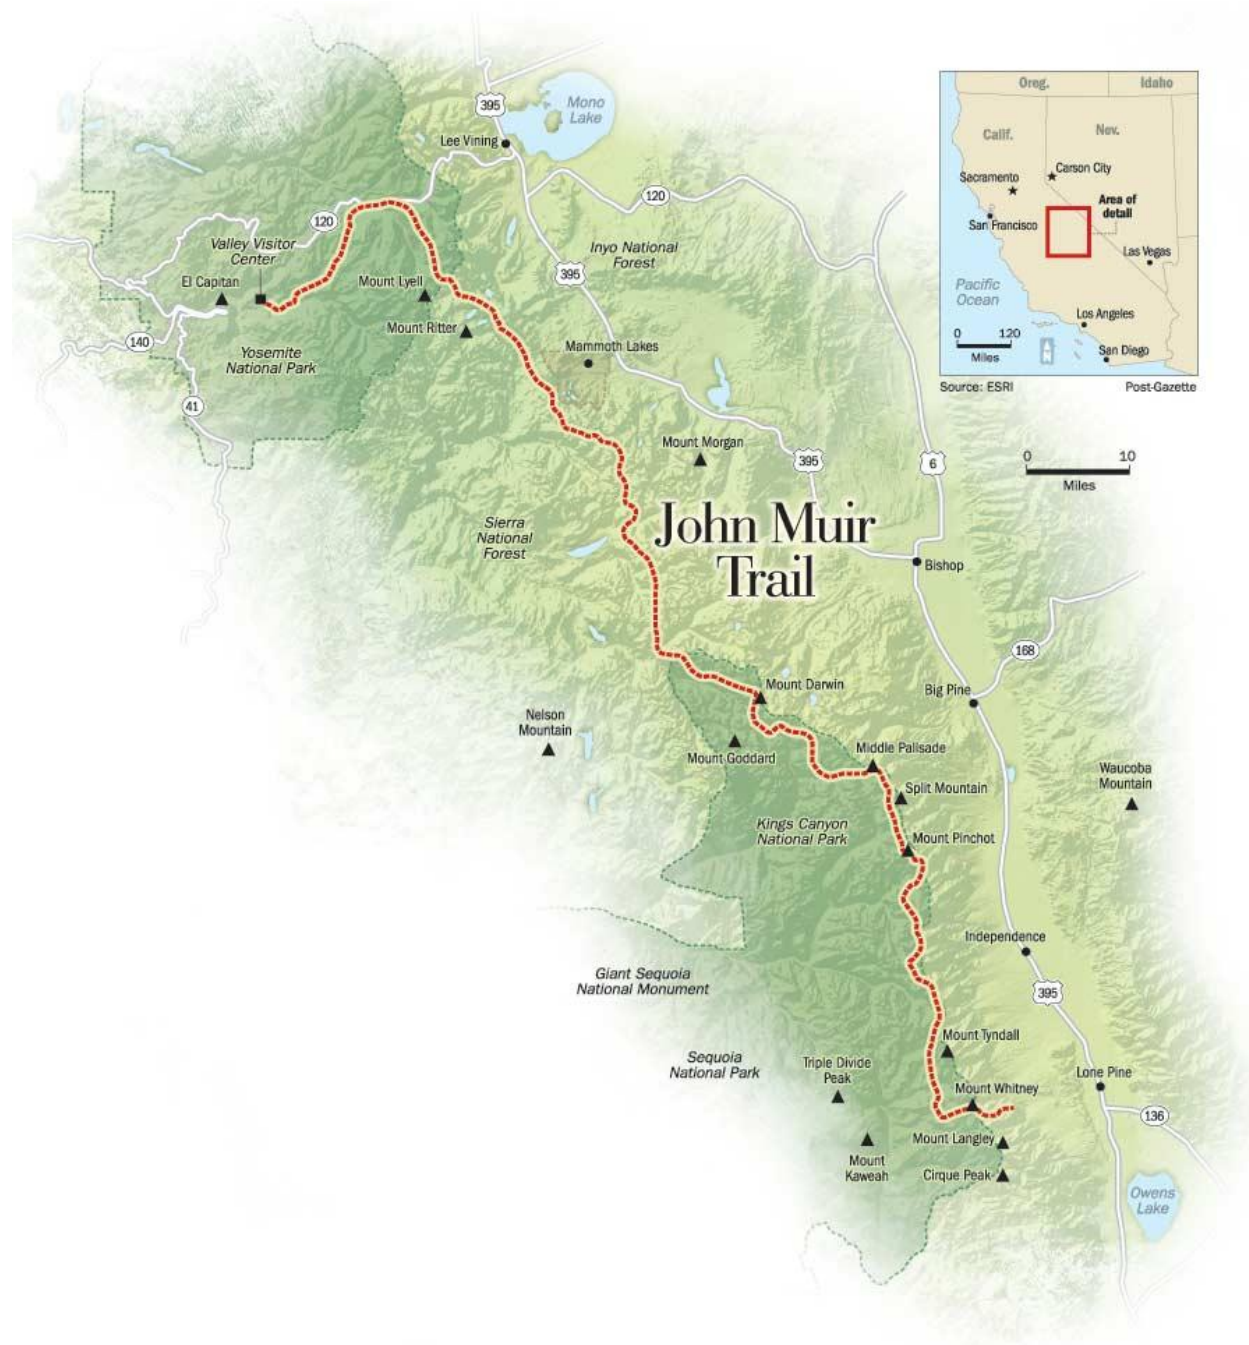 Mono
Lake
395
Lee Vining
120
120
Valley Visitor
Center
El Capitan
Mount Lyell
Mount Ritter
Inyo National
Forest
395
140
Yosemite
National Park
Mammoth Lakes
41
Mount Morgan
395
6
Sierra
National
Forest
John Muir
Trail
Bishop
168
Mount Darwin
Big Pine
Nelson
Mountain
Mount Goddard
Middle Palisade
Split Mountain
Waucoba
Mountain
Kings Canyon
National Park
Mount Pinchot
Independence
Giant Sequoia
National Monument
395
Mount Tyndall
Sequoia
National Park
Triple Divide
Peak
Mount Whitney
Lone Pine
136
Mount Langley
Mount
Kaweah
Cirque Peak
Owens
Lake
Oreg.
Idaho
Calif.
Nev.
Carson City
Sacramento
Area of
detail
San Francisco
Las Vegas
Pacific
Ocean
Los Angeles
0 120
Miles
N
San Diego
Source: ESRI
Post-Gazette
0 10
Miles